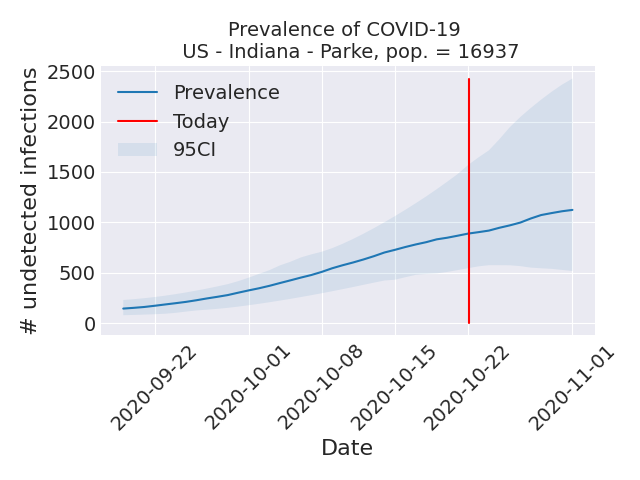 Prevalence of COVID-19
US - Indiana - Parke, pop. = 16937
# undetected infections
2500
2000
1500
1000
500
0
Prevalence
Today
95CI
2020-09-22
2020-10-01
2020-10-08
2020-10-15
2020-10-22
2020-11-01
Date